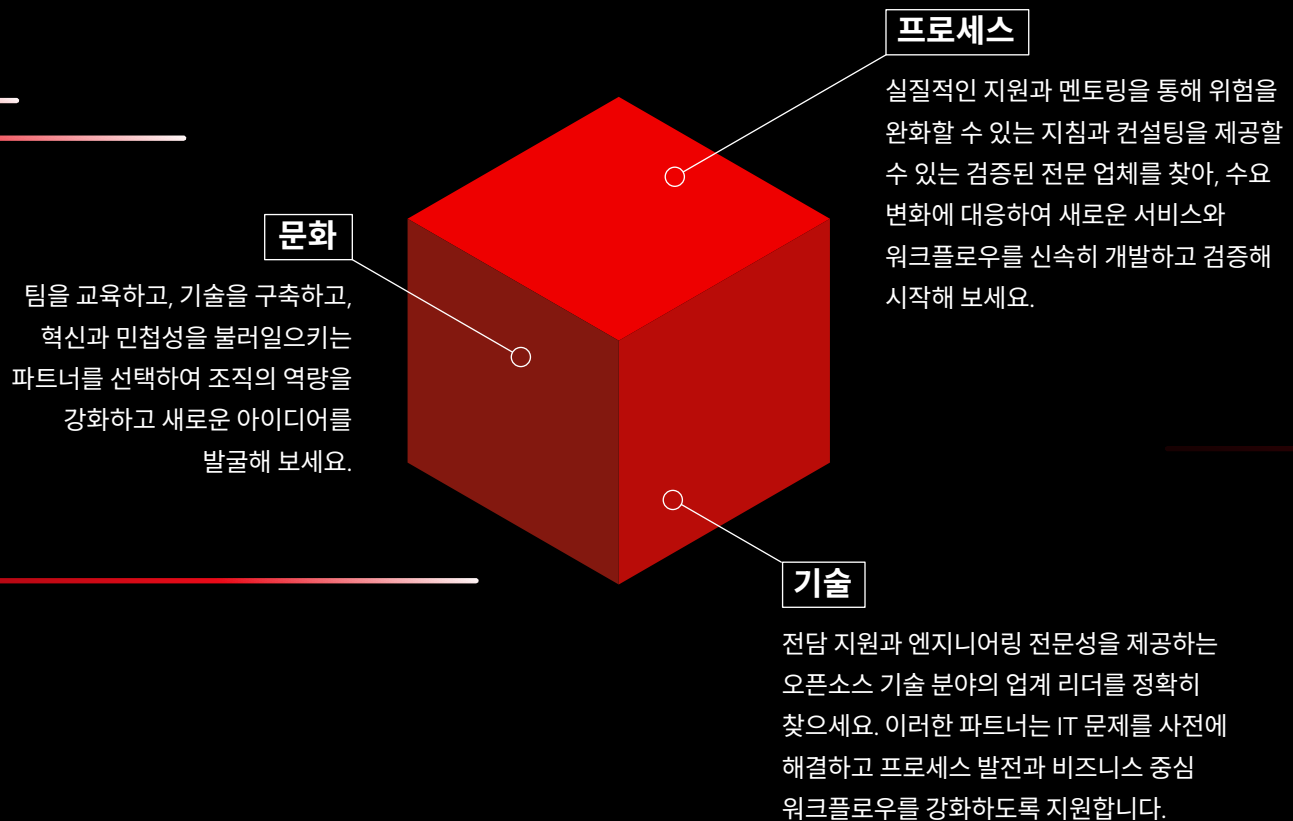 프로세스
실질적인 지원과 멘토링을 통해 위험을
완화할 수 있는 지침과 컨설팅을 제공할
수 있는 검증된 전문 업체를 찾아, 수요
변화에 대응하여 새로운 서비스와
워크플로우를 신속히 개발하고 검증해
시작해 보세요.
문화
팀을 교육하고, 기술을 구축하고,
혁신과 민첩성을 불러일으키는
파트너를 선택하여 조직의 역량을
강화하고 새로운 아이디어를
발굴해 보세요.
기술
전담 지원과 엔지니어링 전문성을 제공하는
오픈소스 기술 분야의 업계 리더를 정확히
찾으세요. 이러한 파트너는 IT 문제를 사전에
해결하고 프로세스 발전과 비즈니스 중심
워크플로우를 강화하도록 지원합니다.